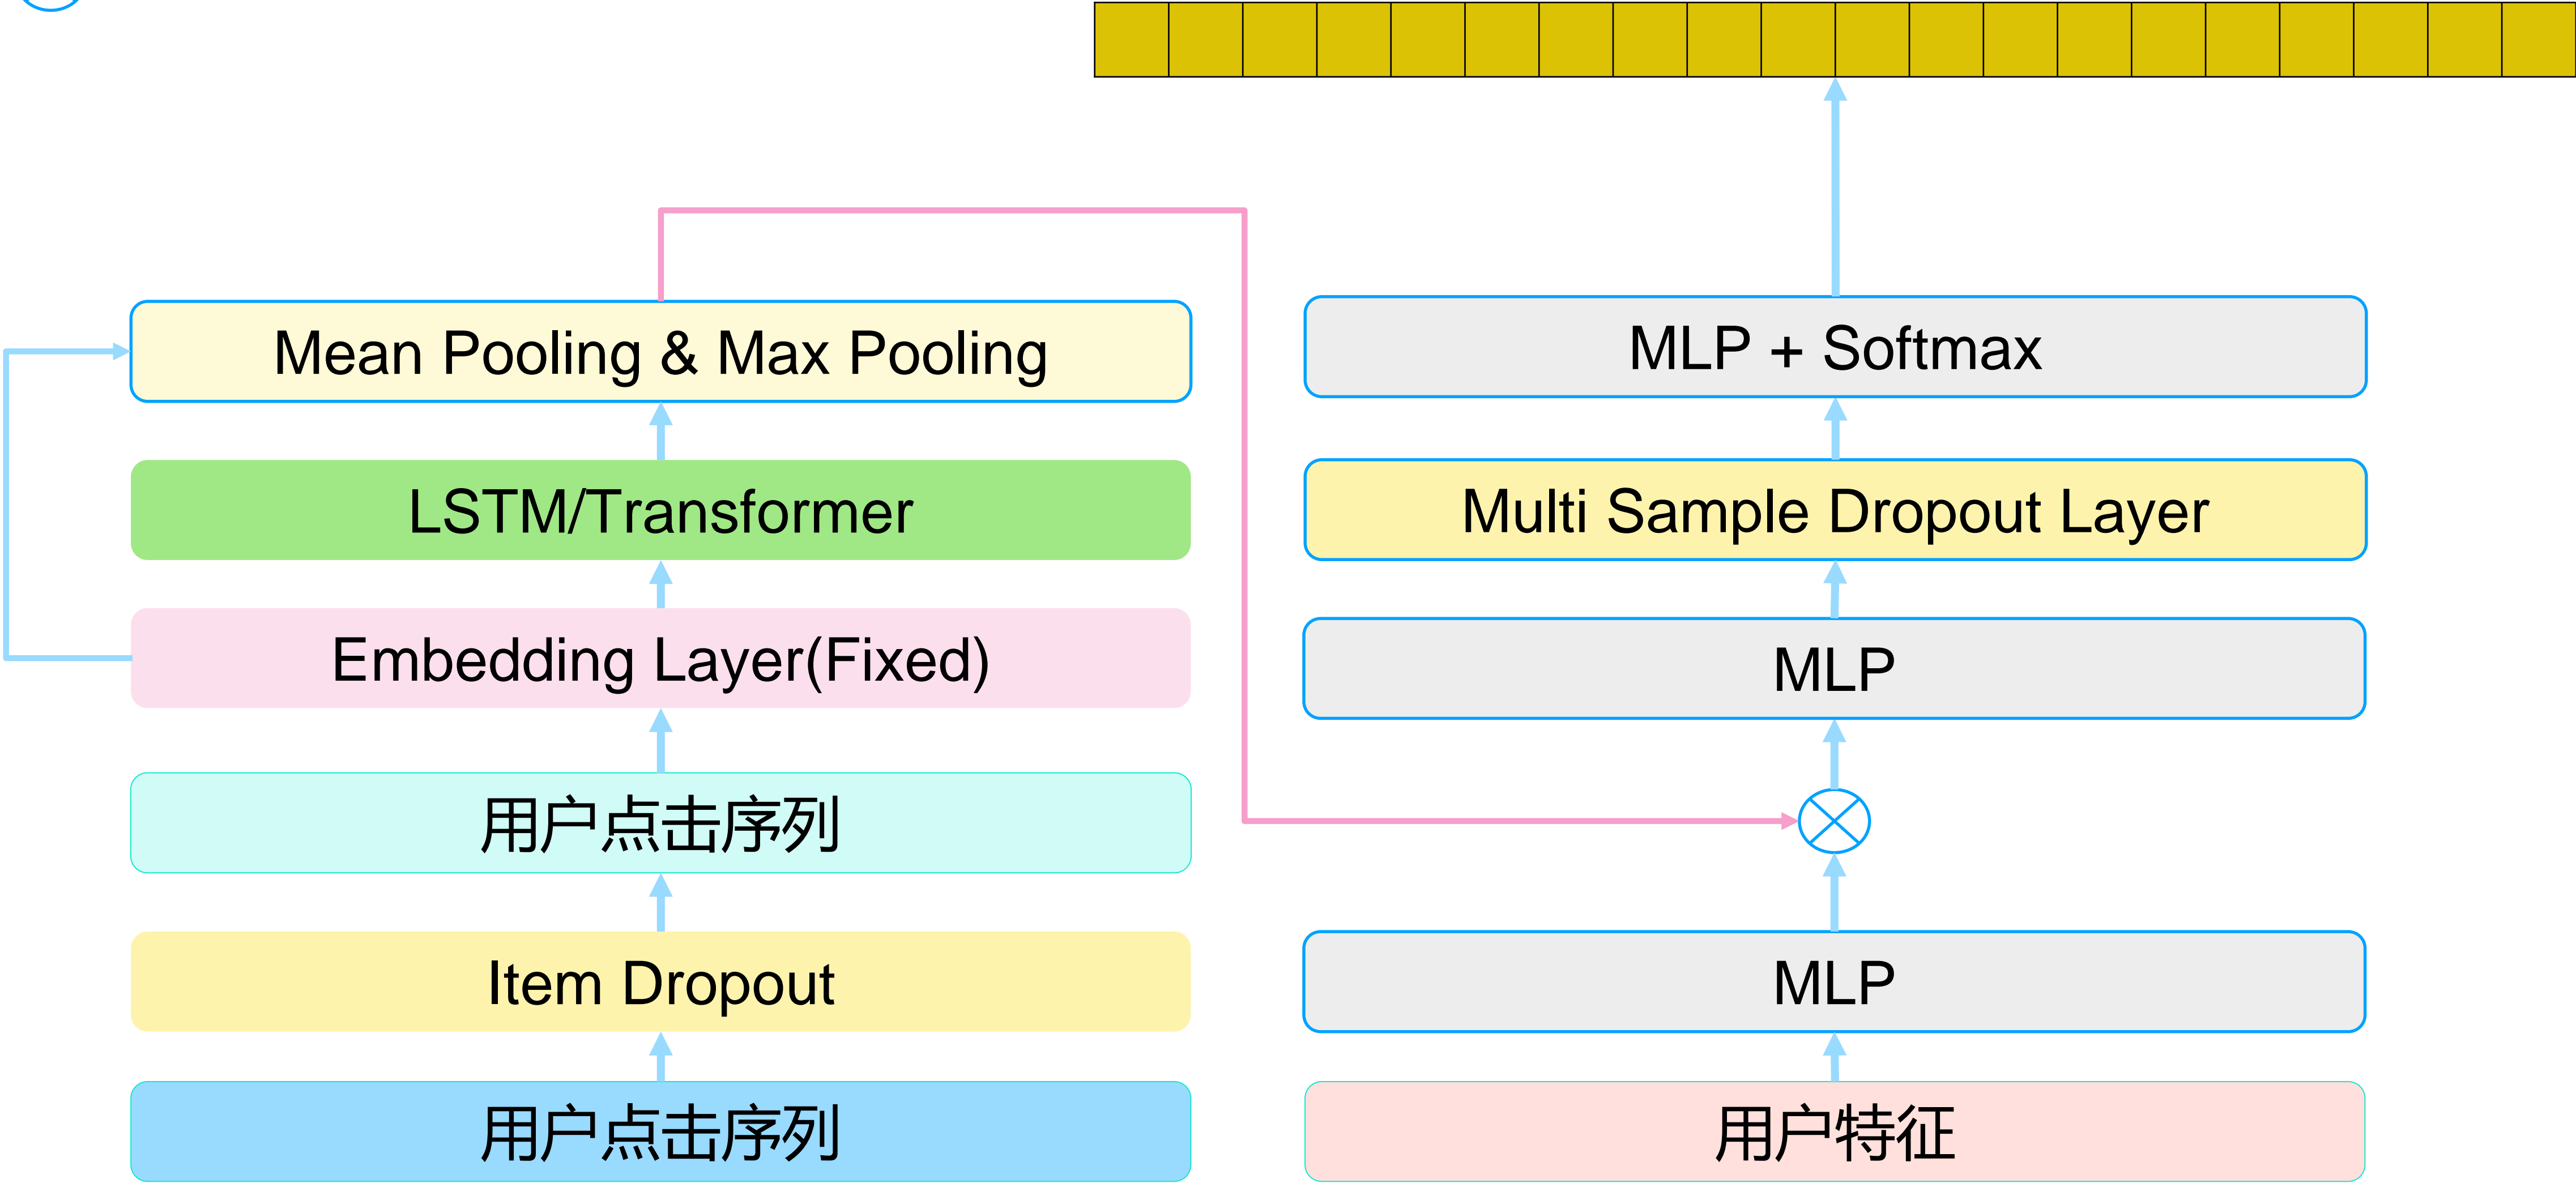 Mean Pooling & Max Pooling
LSTM/Transformer
Embedding Layer(Fixed)
用户点击序列
Item Dropout
用户点击序列
MLP + Softmax
Multi Sample Dropout Layer
MLP
MLP
用户特征